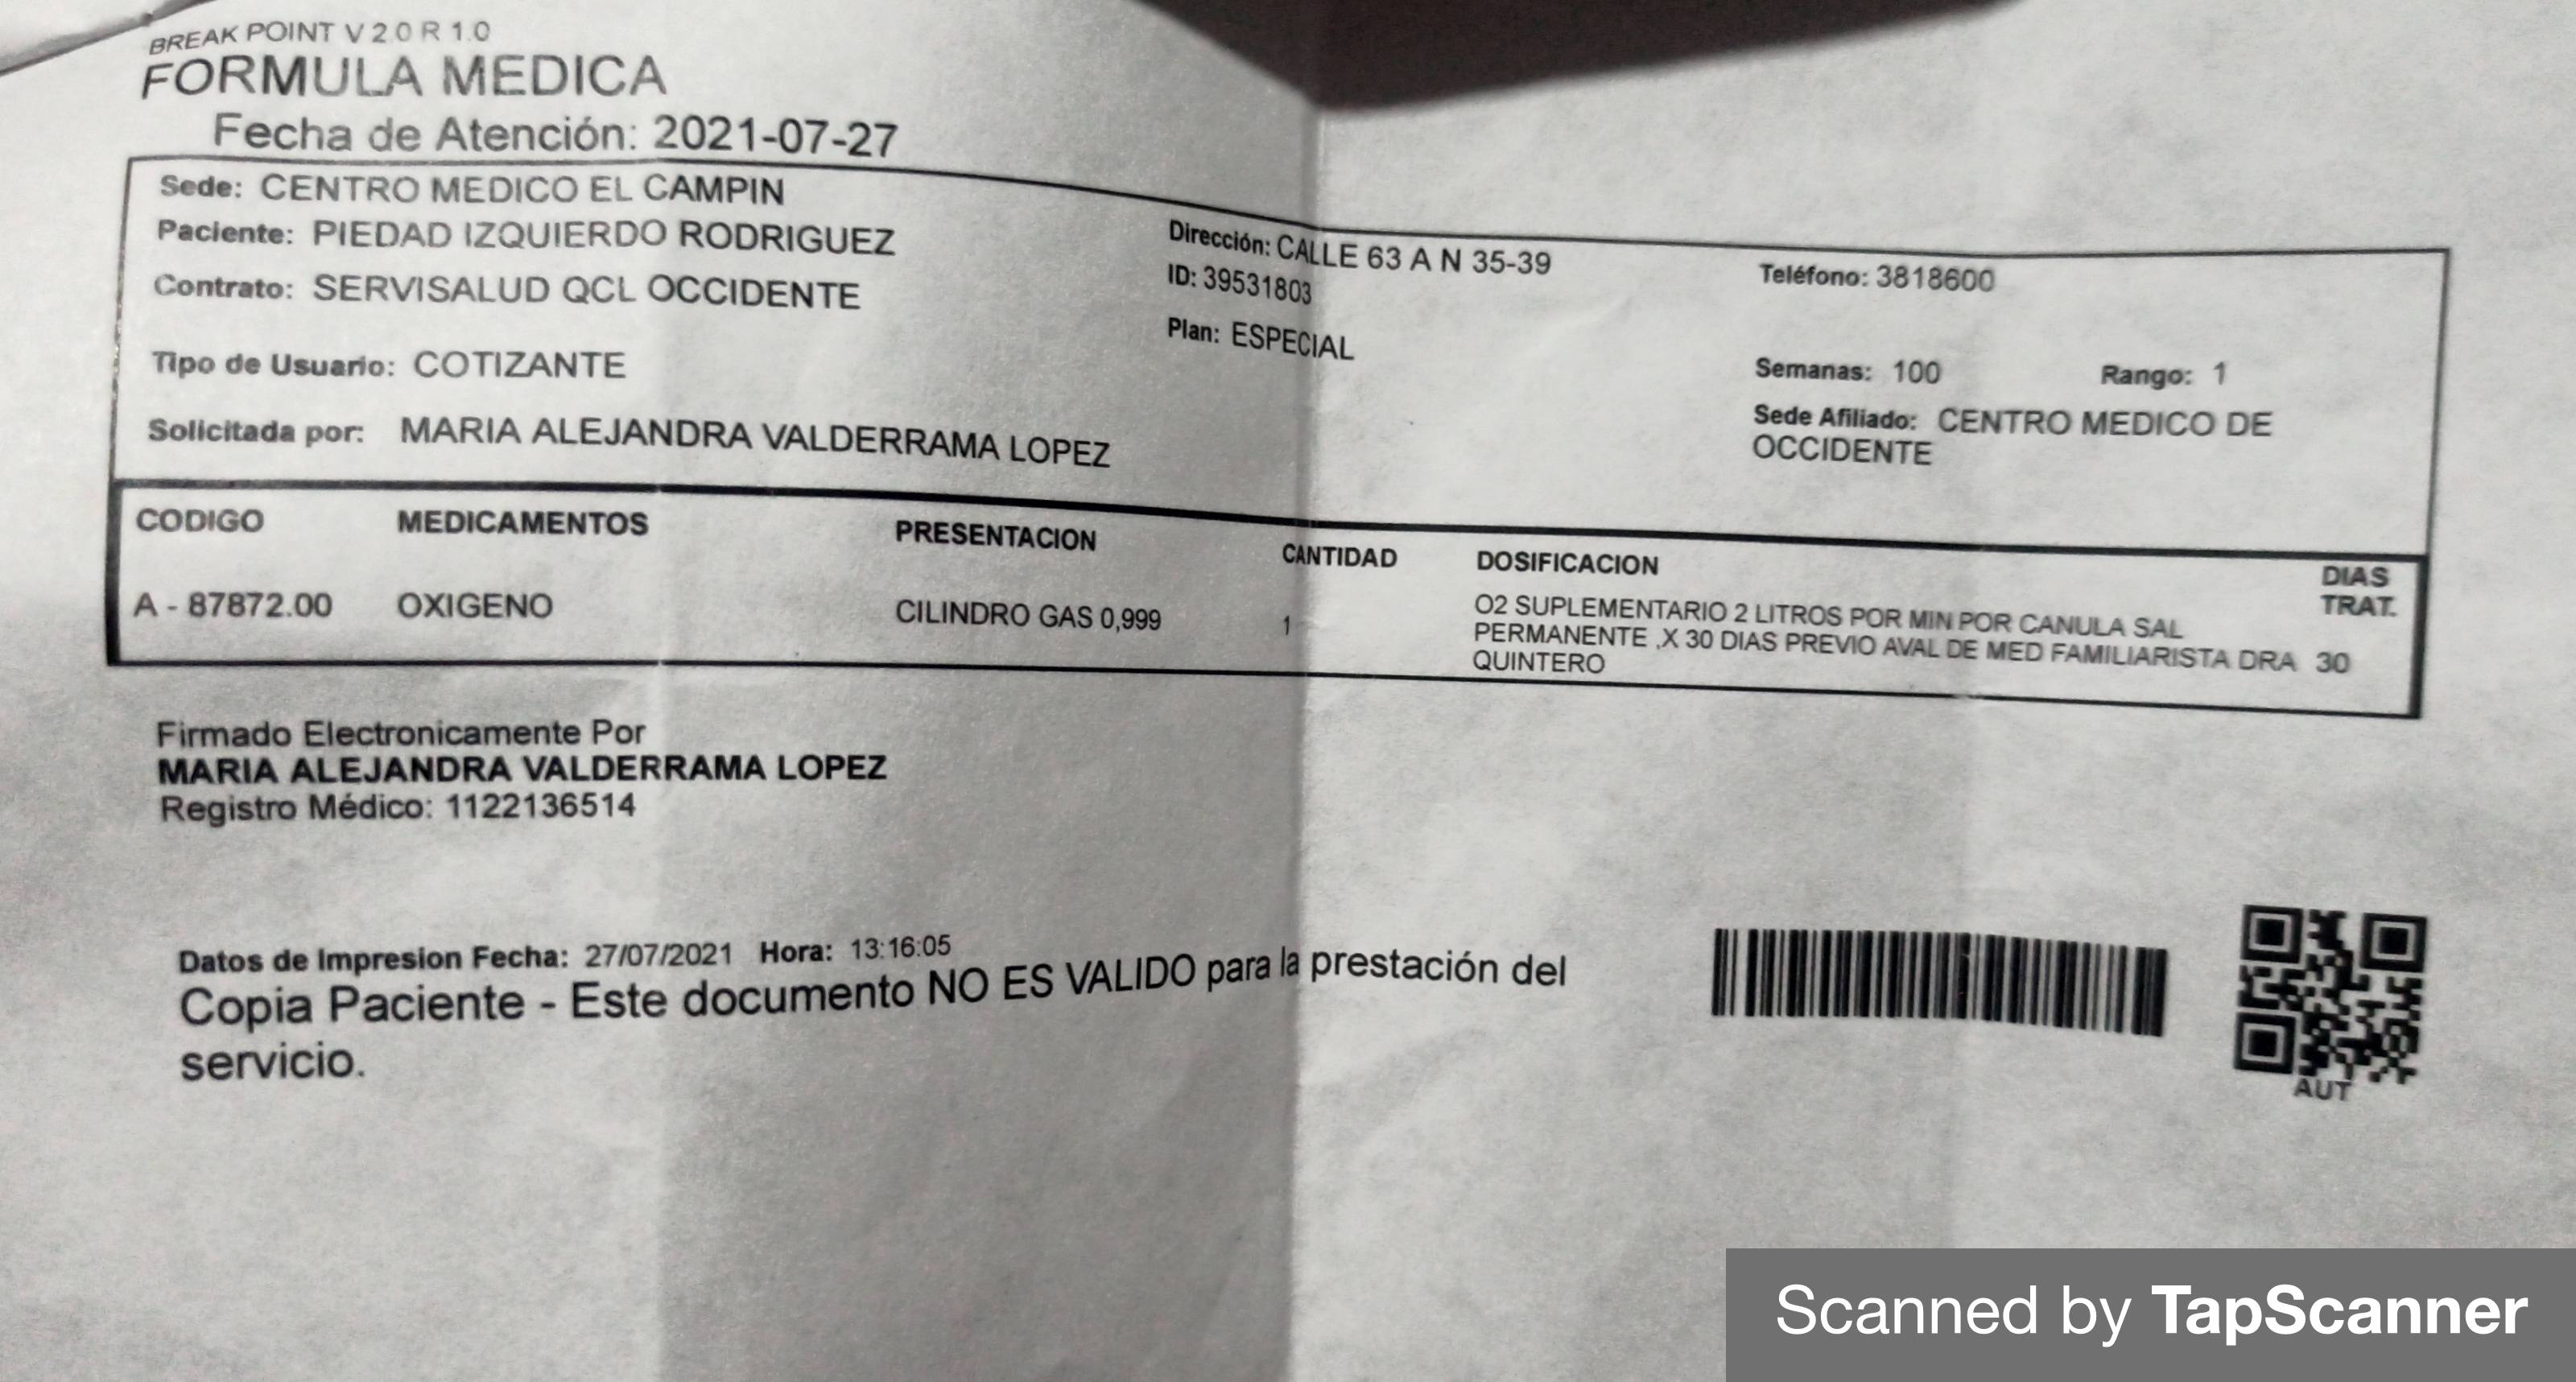 BREAK POINT V 2.0 R 1.0
FORMULA MEDICA
Fecha de Atención: 2021-07-27
Sede: CENTRO MEDICO EL CAMPIN
Paciente: PIEDAD IZQUIERDO RODRIGUEZ
Dirección: CALLE 63 A N 35-39
Teléfono: 3818600
ID: 39531803
Contrato: SERVISALUD QCL OCCIDENTE
Plan: ESPECIAL
Tipo de Usuario: COTIZANTE
Semanas: 100 Rango: 1
Solicitada por: MARIA ALEJANDRA VALDERRAMA LOPEZ
Sede Afiliado: CENTRO MEDICO DE
OCCIDENTE
CODIGO MEDICAMENTOS PRESENTACION CANTIDAD DOSIFICACION DIAS
TRAT.
A - 87872.00 OXIGENO CILINDRO GAS 0,999 1 O2 SUPLEMENTARIO 2 LITROS POR MIN POR CANULA SAL
PERMANENTE ,X 30 DIAS PREVIO AVAL DE MED FAMILIARISTA DRA 30
QUINTERO
Firmado Electronicamente Por
MARIA ALEJANDRA VALDERRAMA LOPEZ
Registro Médico: 1122136514
Datos de Impresion Fecha: 27/07/2021 Hora: 13:16:05
Copia Paciente - Este documento NO ES VALIDO para la prestación del
servicio.
AUT
Scanned by TapScanner